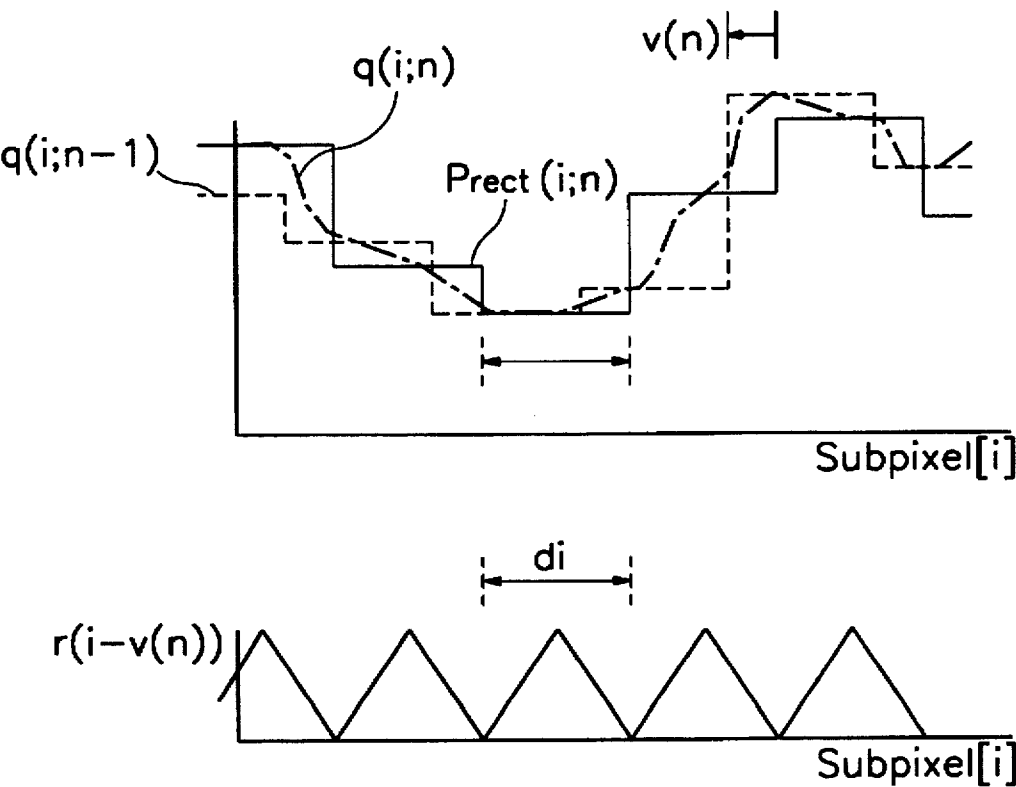 v(n)
q(i;n)
q(i;n-1)
Prect (i;n)
Subpixel[i]
di
r(i-v(n))
Subpixel[i]